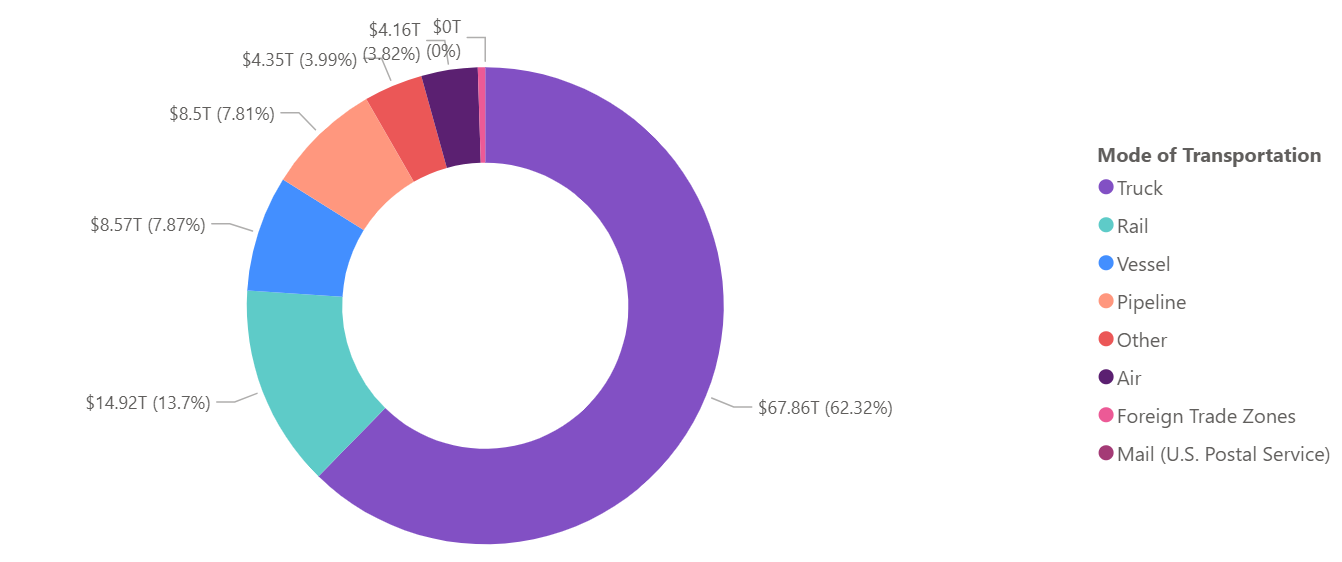 $4.16T
(3.82%)
$0T
(0%)
$4.35T (3.99%)
$8.5T (7.81%)
$8.57T (7.87%)
$14.92T (13.7%)
$67.86T (62.32%)
Mode of Transportation
Truck
Rail
Vessel
Pipeline
Other
Air
Foreign Trade Zones
Mail (U.S. Postal Service)